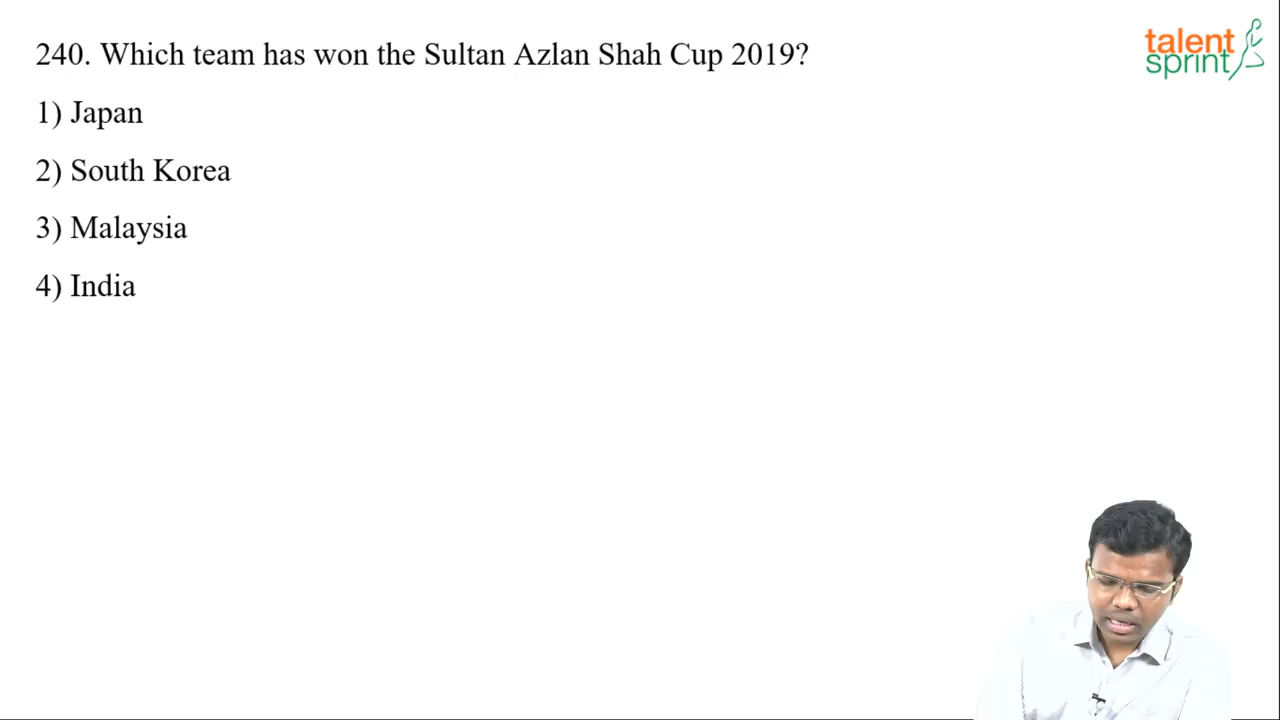 240. Which team has won the Sultan Azlan Shah Cup 2019?
1) Japan
2) South Korea
3) Malaysia
4) India
talent
sprint